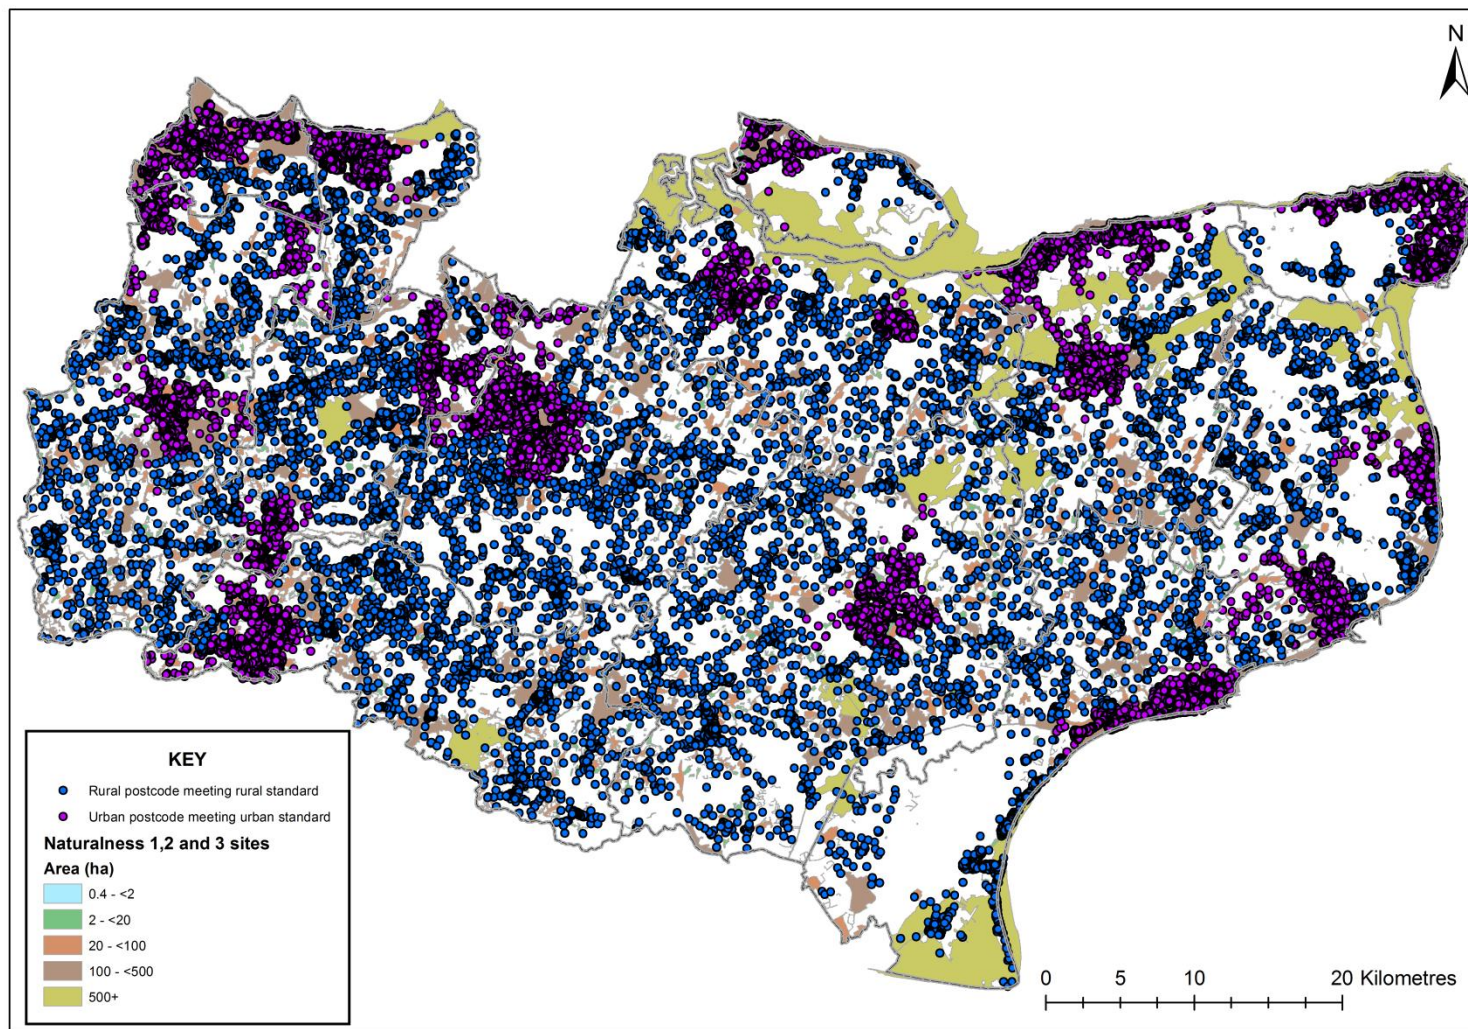 N
KEY
Rural postcode meeting rural standard
Urban postcode meeting urban standard
Naturalness 1,2 and 3 sites
Area (ha)
0.4 - <2
2 - <20
20 - <100
100 - <500
500+
0 5 10 20 Kilometres